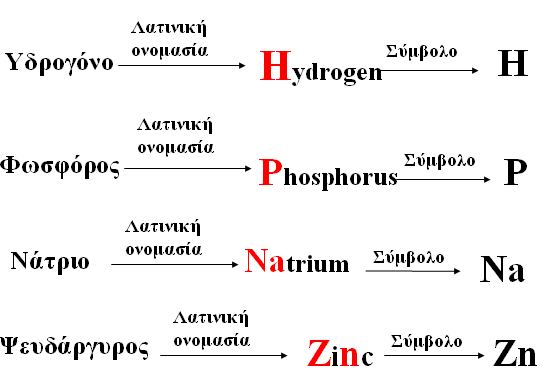 Υδρογόνο Λατινική ονομασία Hydrogen Σύμβολο H
Φωσφόρος Λατινική ονομασία Phosphorus Σύμβολο P
Νάτριο Λατινική ονομασία Natrium Σύμβολο Na
Ψευδάργυρος Λατινική ονομασία Zinc Σύμβολο Zn